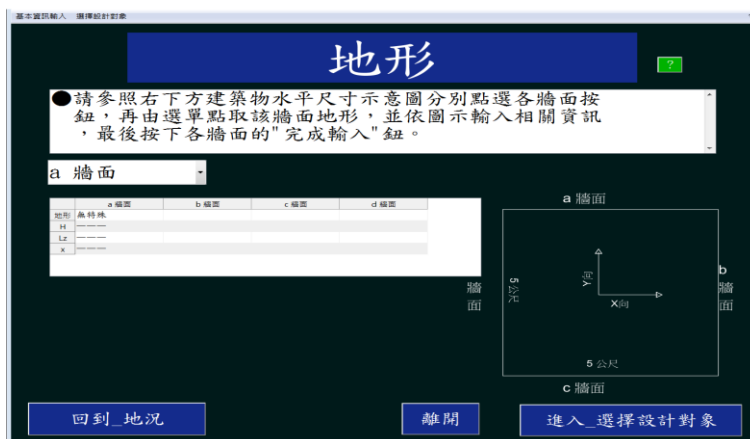 基本資訊輸入 選擇設計對象
地形
?
●請參照右下方建築物水平尺寸示意圖分別點選各牆面按
鈕，再由選單點取該牆面地形，並依圖示輸入相關資訊
，最後按下各牆面的"完成輸入"鈕。
a 牆面
a 牆面 b 牆面 c 牆面 d 牆面
地形 無特殊
H ———
Lz ———
x ———
a 牆面
牆面
5 公尺
Y向
X向
b 牆面
5 公尺
c 牆面
回到_地況
離開
進入_選擇設計對象